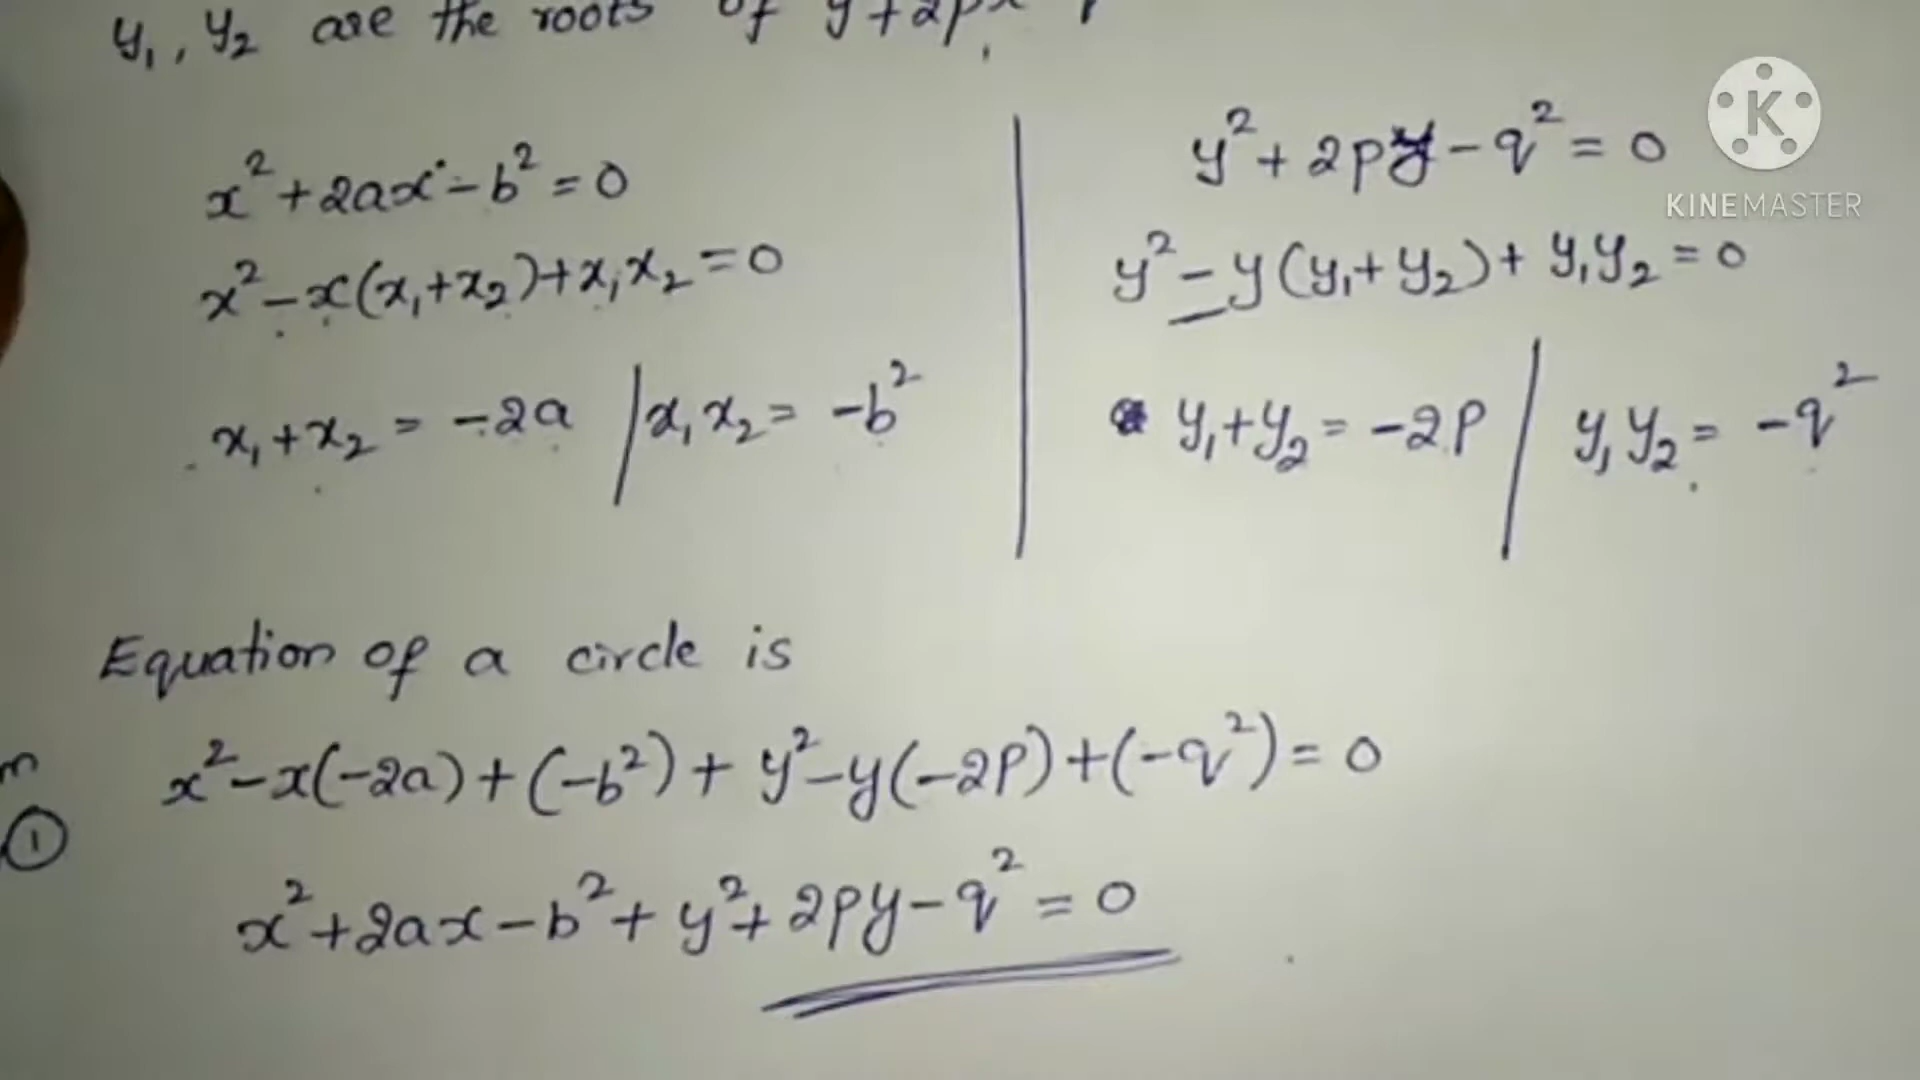 y₁, y₂ are the roots of y + 2px
x² + 2ax - b² = 0
x² - x(x₁+x₂) + x₁x₂ = 0
x₁ + x₂ = -2a | x₁x₂ = -b²
y² + 2py - q² = 0
y² - y(y₁+y₂) + y₁y₂ = 0
y₁+y₂ = -2p | y₁y₂ = -q²
K
KINEMASTER
Equation of a circle is
x² - x(-2a) + (-b²) + y² - y(-2p) + (-q²) = 0
①
x² + 2ax - b² + y² + 2py - q² = 0